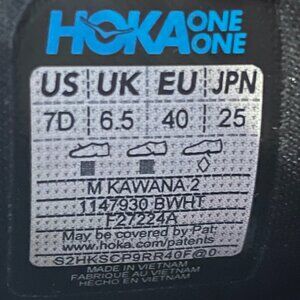 HOKA ONE ONE
US UK EU JPN
7D 6.5 40 25
M KAWANA 2
1147930 BWHT
F27224A
May be covered by Pat:
www.hoka.com/patents
S2HKSCP9RR40F@0
MADE IN VIETNAM
FABRIQUÉ AU VIETNAM
HECHO EN VIETNAM